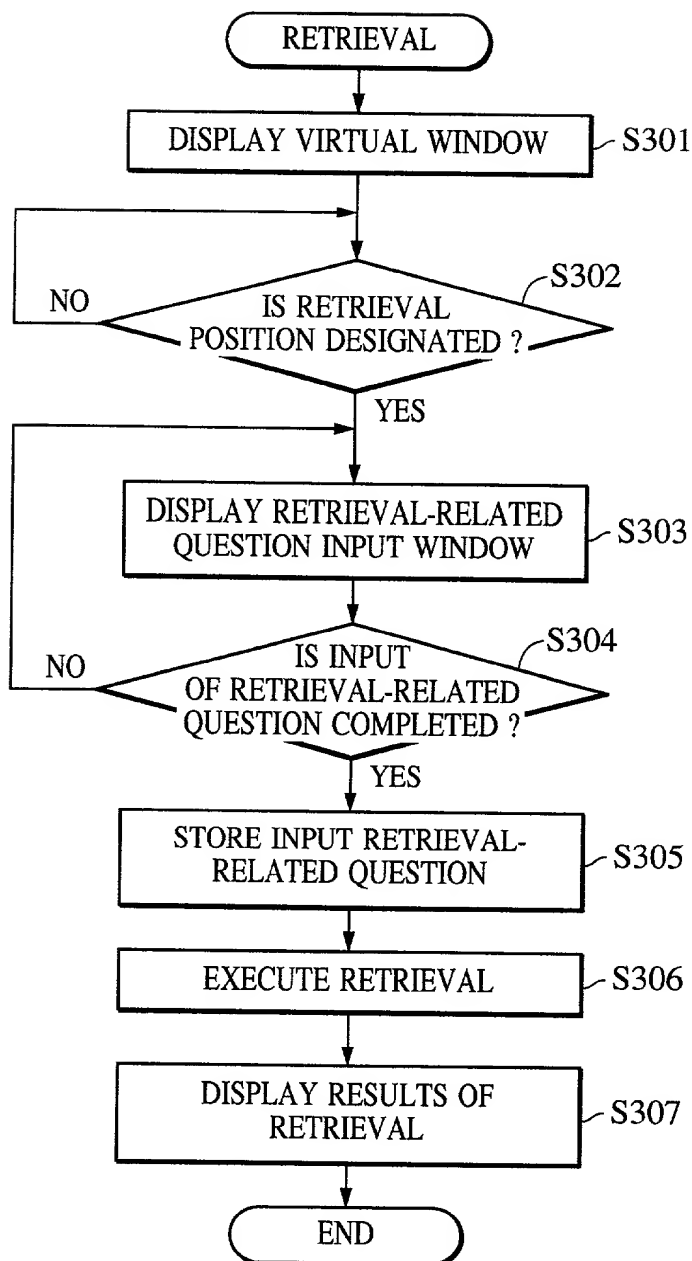 RETRIEVAL
DISPLAY VIRTUAL WINDOW
S301
S302
NO
IS RETRIEVAL
POSITION DESIGNATED ?
YES
DISPLAY RETRIEVAL-RELATED
QUESTION INPUT WINDOW
S303
S304
NO
IS INPUT
OF RETRIEVAL-RELATED
QUESTION COMPLETED ?
YES
STORE INPUT RETRIEVAL-
RELATED QUESTION
S305
EXECUTE RETRIEVAL
S306
DISPLAY RESULTS OF
RETRIEVAL
S307
END